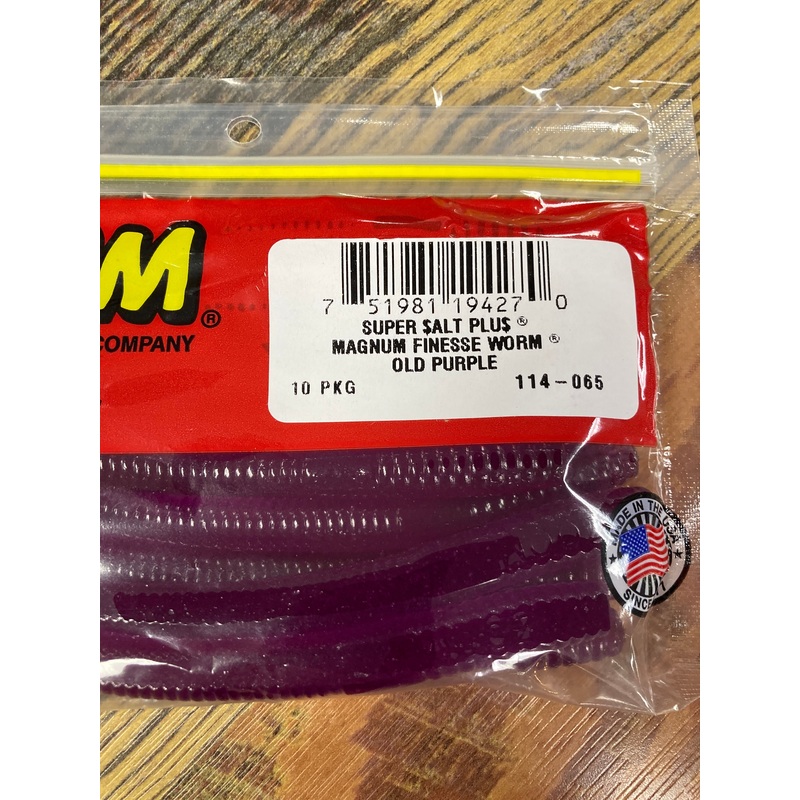 M®
COMPANY
7 51981 19427 0
SUPER $ALT PLU$ ®
MAGNUM FINESSE WORM ®
OLD PURPLE
10 PKG 114-065
MADE IN THE USA
SINCE